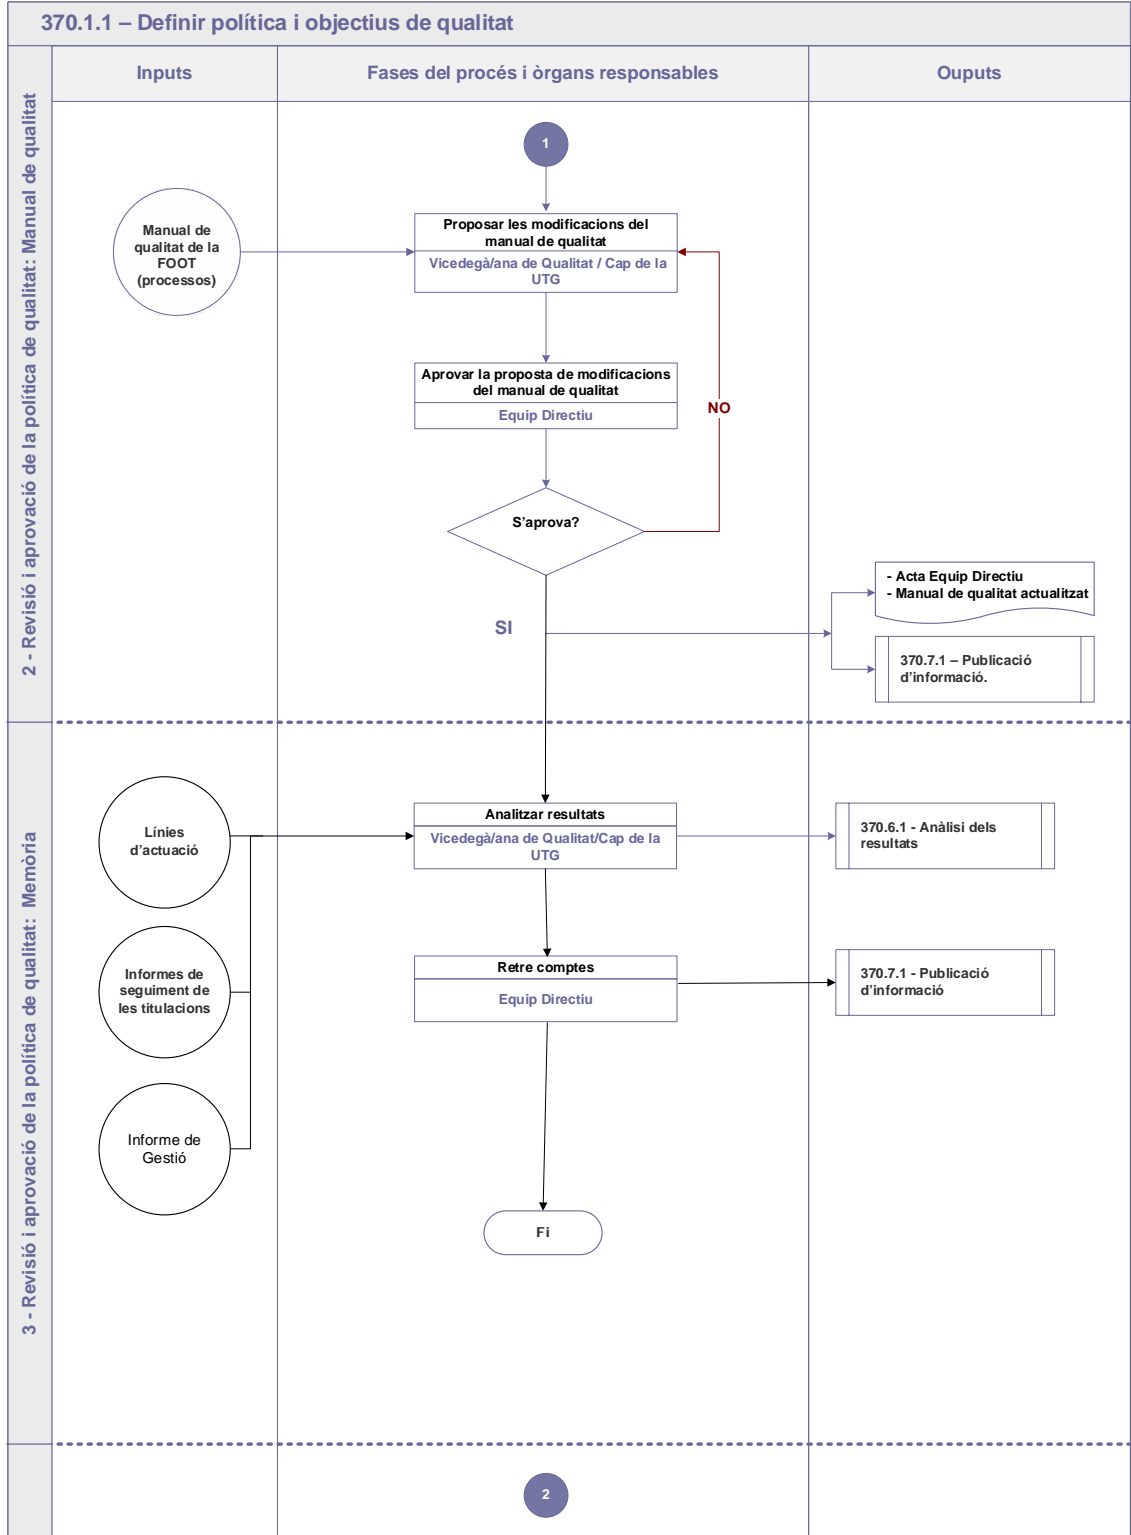 370.1.1 – Definir política i objectius de qualitat
Inputs
Fases del procés i òrgans responsables
Ouputs
2 - Revisió i aprovació de la política de qualitat: Manual de qualitat
1
Manual de
qualitat de la
FOOT
(processos)
Proposar les modificacions del
manual de qualitat
Vicedegà/ana de Qualitat / Cap de la
UTG
Aprovar la proposta de modificacions
del manual de qualitat
Equip Directiu
NO
S'aprova?
SI
- Acta Equip Directiu
- Manual de qualitat actualitzat
370.7.1 – Publicació
d'informació.
3 - Revisió i aprovació de la política de qualitat: Memòria
Línies
d'actuació
Analitzar resultats
Vicedegà/ana de Qualitat/Cap de la
UTG
370.6.1 - Anàlisi dels
resultats
Informes de
seguiment de
les titulacions
Retre comptes
Equip Directiu
370.7.1 - Publicació
d'informació
Informe de
Gestió
Fi
2